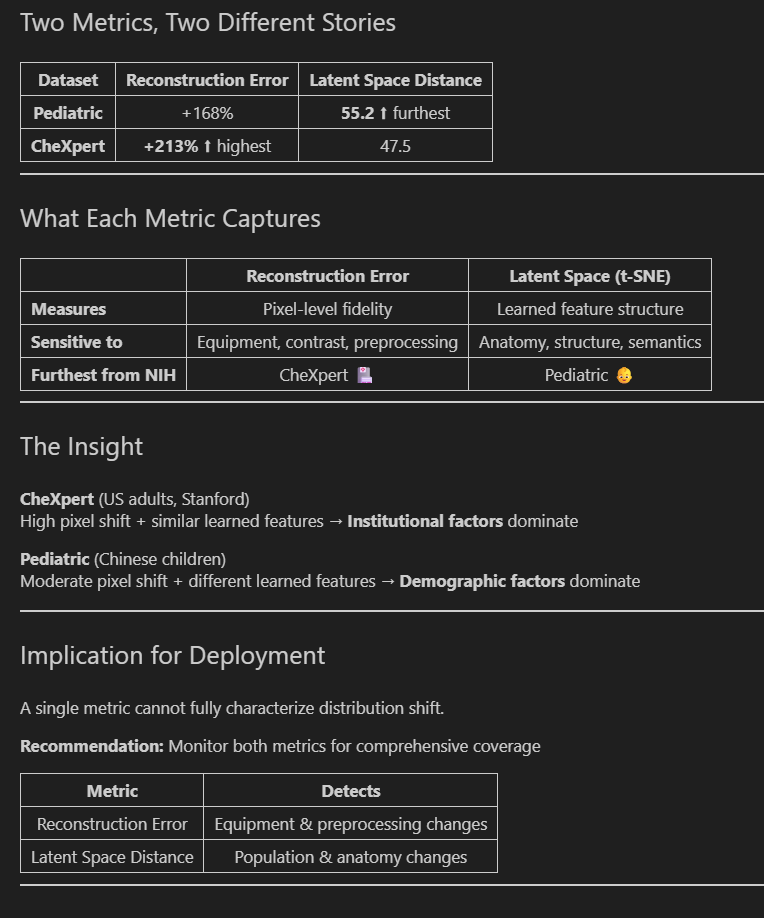 Two Metrics, Two Different Stories
Dataset Reconstruction Error Latent Space Distance
Pediatric +168% 55.2 ⬆ furthest
CheXpert +213% ⬆ highest 47.5
What Each Metric Captures
Reconstruction Error Latent Space (t-SNE)
Measures Pixel-level fidelity Learned feature structure
Sensitive to Equipment, contrast, preprocessing Anatomy, structure, semantics
Furthest from NIH CheXpert 🏥 Pediatric 👶
The Insight
CheXpert (US adults, Stanford)
High pixel shift + similar learned features → Institutional factors dominate
Pediatric (Chinese children)
Moderate pixel shift + different learned features → Demographic factors dominate
Implication for Deployment
A single metric cannot fully characterize distribution shift.
Recommendation: Monitor both metrics for comprehensive coverage
Metric Detects
Reconstruction Error Equipment & preprocessing changes
Latent Space Distance Population & anatomy changes